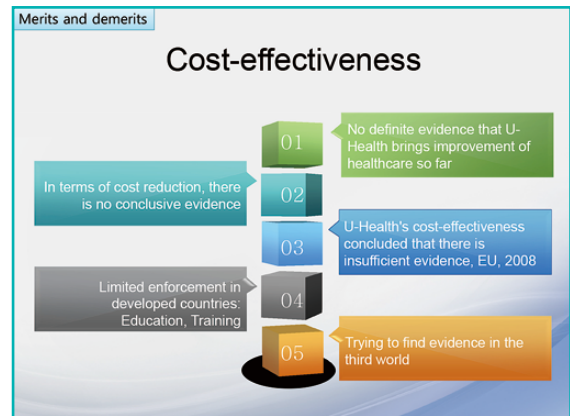 Merits and demerits
Cost-effectiveness
01
No definite evidence that U-
Health brings improvement of
healthcare so far
In terms of cost reduction, there
is no conclusive evidence
02
03
U-Health's cost-effectiveness
concluded that there is
insufficient evidence, EU, 2008
Limited enforcement in
developed countries:
Education, Training
04
05
Trying to find evidence in the
third world